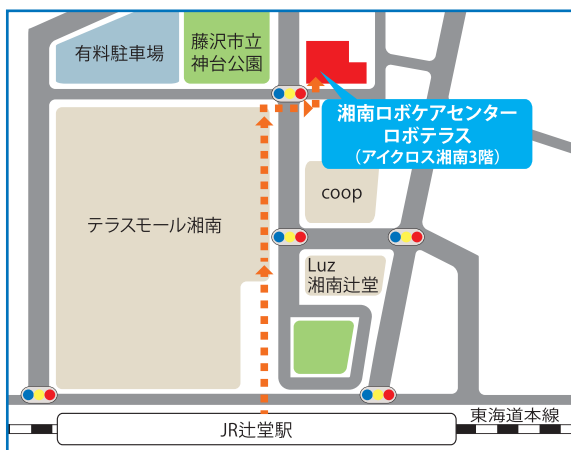 有料駐車場
藤沢市立
神台公園
湘南ロボケアセンター
ロボテラス
（アイクロス湘南3階）
coop
テラスモール湘南
Luz
湘南辻堂
東海道本線
JR辻堂駅